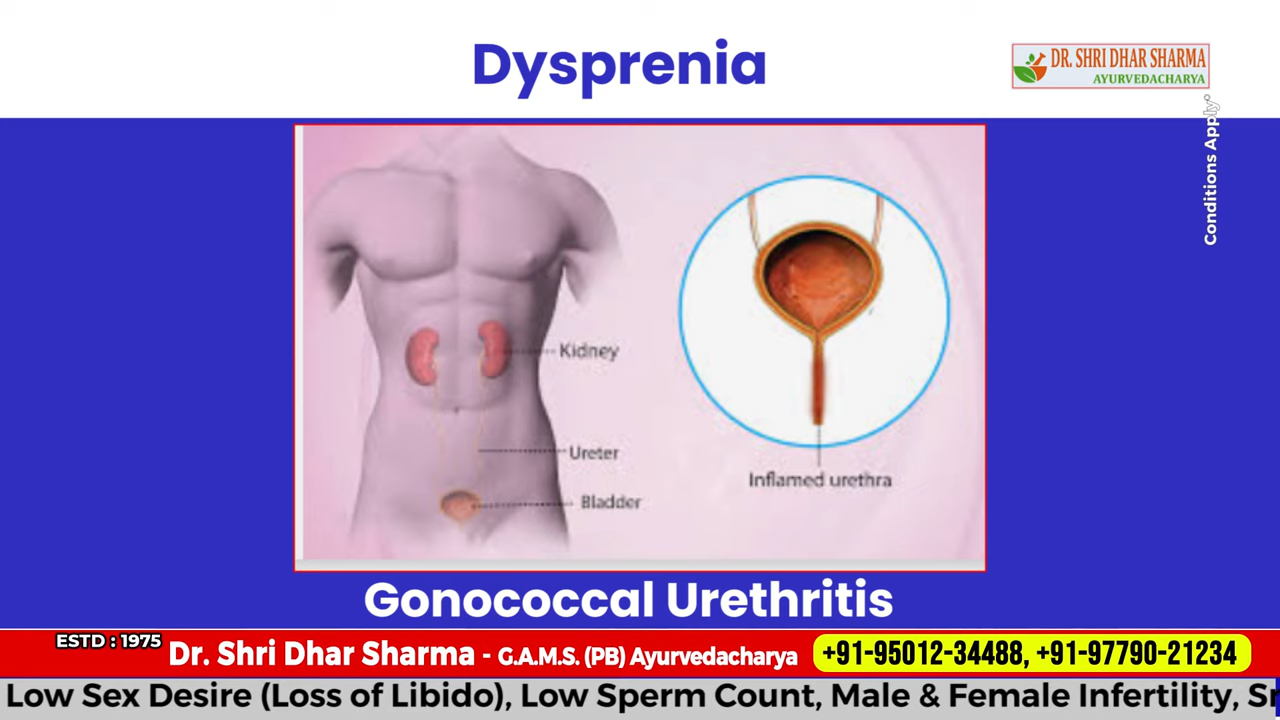 Dysprenia
DR. SHRI DHAR SHARMA
AYURVEDACHARYA
Conditions Apply*
Kidney
Ureter
Bladder
Inflamed urethra
Gonococcal Urethritis
ESTD : 1975
Dr. Shri Dhar Sharma - G.A.M.S. (PB) Ayurvedacharya
+91-95012-34488, +91-97790-21234
Low Sex Desire (Loss of Libido), Low Sperm Count, Male & Female Infertility,